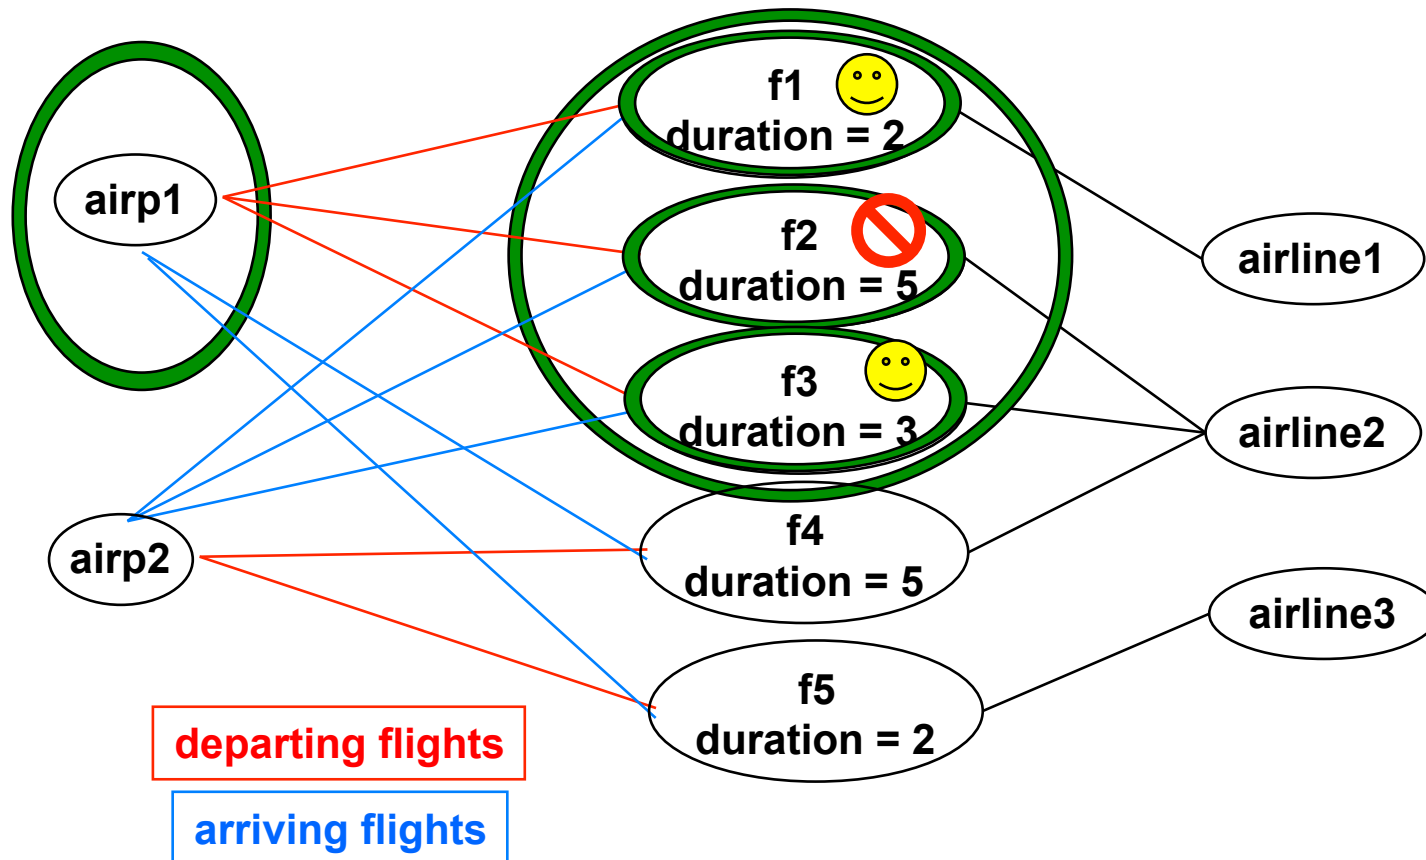 airp1
airp2
f1
duration = 2
f2
duration = 5
f3
duration = 3
f4
duration = 5
f5
duration = 2
airline1
airline2
airline3
departing flights
arriving flights